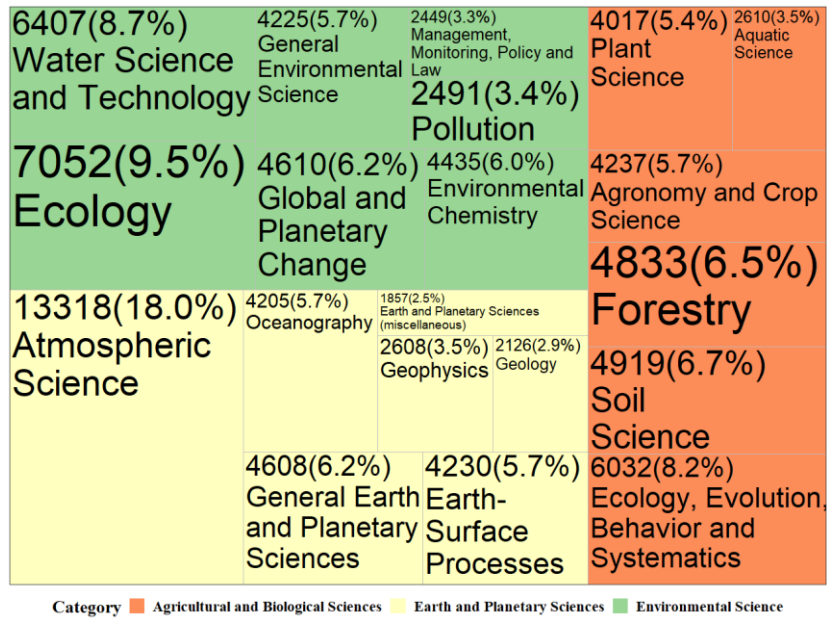 6407(8.7%)
Water Science
and Technology
7052(9.5%)
Ecology
4225(5.7%)
General
Environmental
Science
2449(3.3%)
Management,
Monitoring, Policy and
Law
2491(3.4%)
Pollution
4610(6.2%)
Global and
Planetary
Change
4435(6.0%)
Environmental
Chemistry
4017(5.4%)
Plant
Science
2610(3.5%)
Aquatic
Science
4237(5.7%)
Agronomy and Crop
Science
4833(6.5%)
Forestry
4919(6.7%)
Soil
Science
6032(8.2%)
Ecology, Evolution,
Behavior and
Systematics
13318(18.0%)
Atmospheric
Science
4205(5.7%)
Oceanography
1857(2.5%)
Earth and Planetary Sciences
(miscellaneous)
2608(3.5%)
Geophysics
2126(2.9%)
Geology
4608(6.2%)
General Earth
and Planetary
Sciences
4230(5.7%)
Earth-
Surface
Processes
Category Agricultural and Biological Sciences Earth and Planetary Sciences Environmental Science